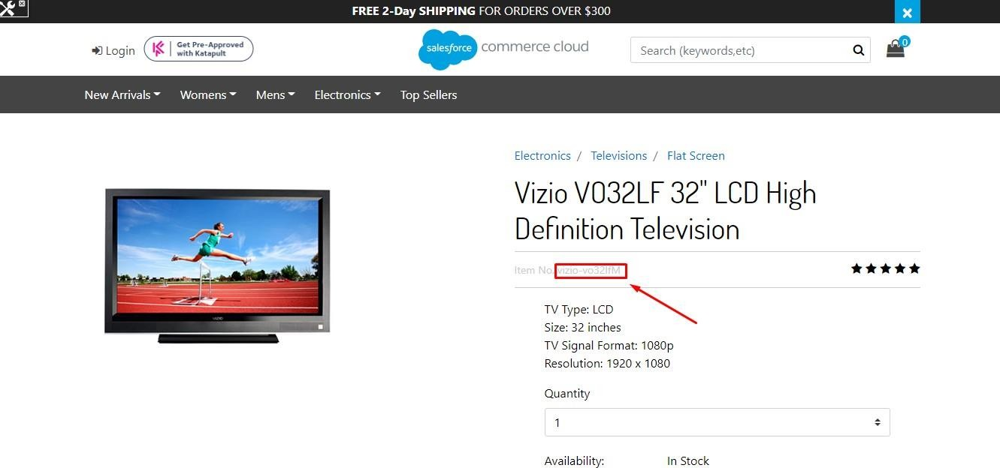 FREE 2-Day SHIPPING FOR ORDERS OVER $300
Login
Get Pre-Approved
with Katapult
salesforce commerce cloud
Search (keywords,etc)
0
New Arrivals Womens Mens Electronics Top Sellers
Electronics / Televisions / Flat Screen
Vizio VO32LF 32" LCD High
Definition Television
Item No. vizio-vo32lfM
VIZIO
TV Type: LCD
Size: 32 inches
TV Signal Format: 1080p
Resolution: 1920 x 1080
Quantity
1
Availability: In Stock